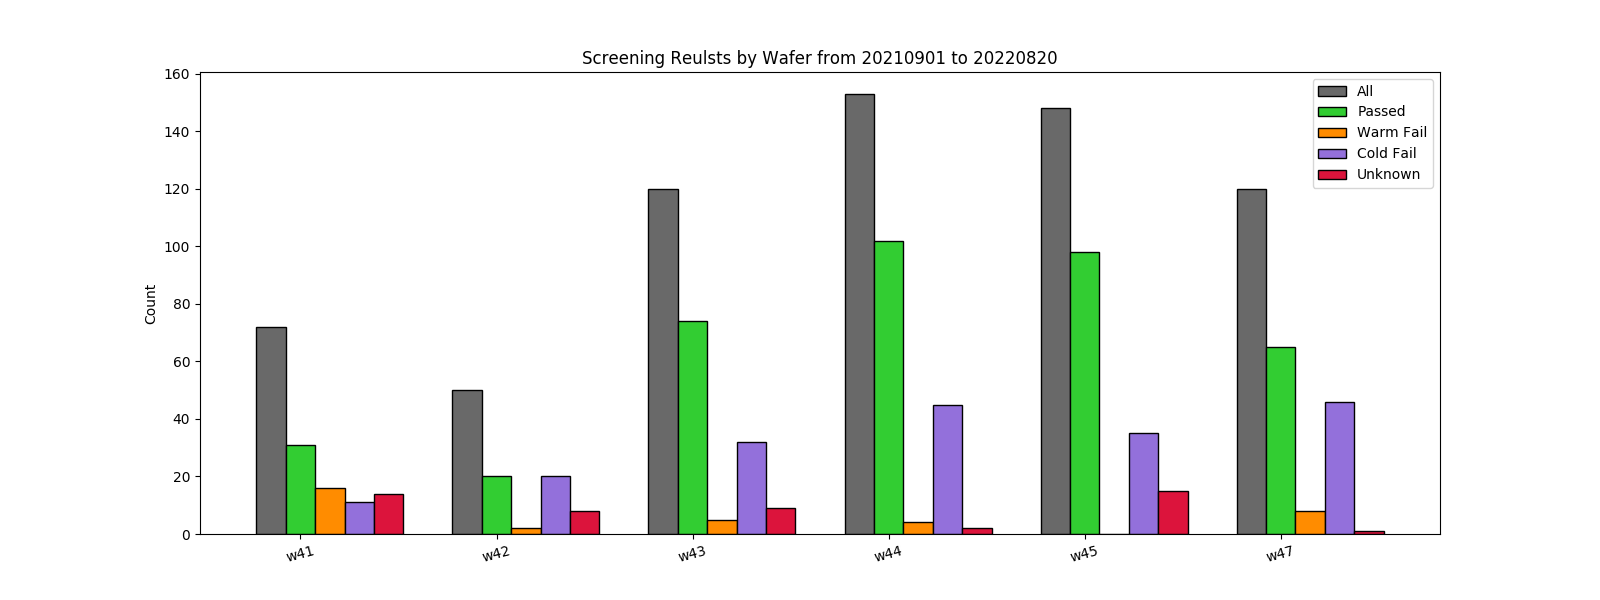 Screening Reulsts by Wafer from 20210901 to 20220820
160
140
120
100
80
60
40
20
0
Count
All
Passed
Warm Fail
Cold Fail
Unknown
w41
w42
w43
w44
w45
w47